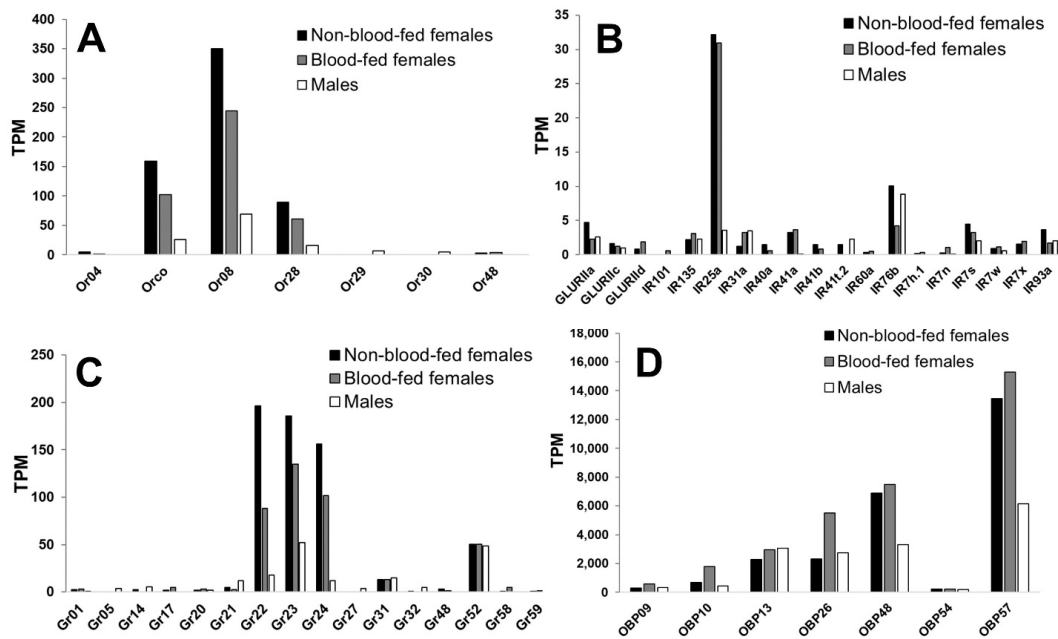 A
Non-blood-fed females
Blood-fed females
Males
TPM
400
350
300
250
200
150
100
50
0
Or04
Orco
Or08
Or28
Or29
Or30
Or48
B
Non-blood-fed females
Blood-fed females
Males
TPM
35
30
25
20
15
10
5
0
GLURIIa
GLURIIc
GLURIId
IR101
IR135
IR25a
IR31a
IR40a
IR41a
IR41b
IR41t.2
IR60a
IR76b
IR7h.1
IR7n
IR7s
IR7w
IR7x
IR93a
C
Non-blood-fed females
Blood-fed females
Males
TPM
250
200
150
100
50
0
Gr01
Gr05
Gr14
Gr17
Gr20
Gr21
Gr22
Gr23
Gr24
Gr27
Gr31
Gr32
Gr48
Gr52
Gr58
Gr59
D
Non-blood-fed females
Blood-fed females
Males
TPM
18,000
16,000
14,000
12,000
10,000
8,000
6,000
4,000
2,000
0
OBP09
OBP10
OBP13
OBP26
OBP48
OBP54
OBP57